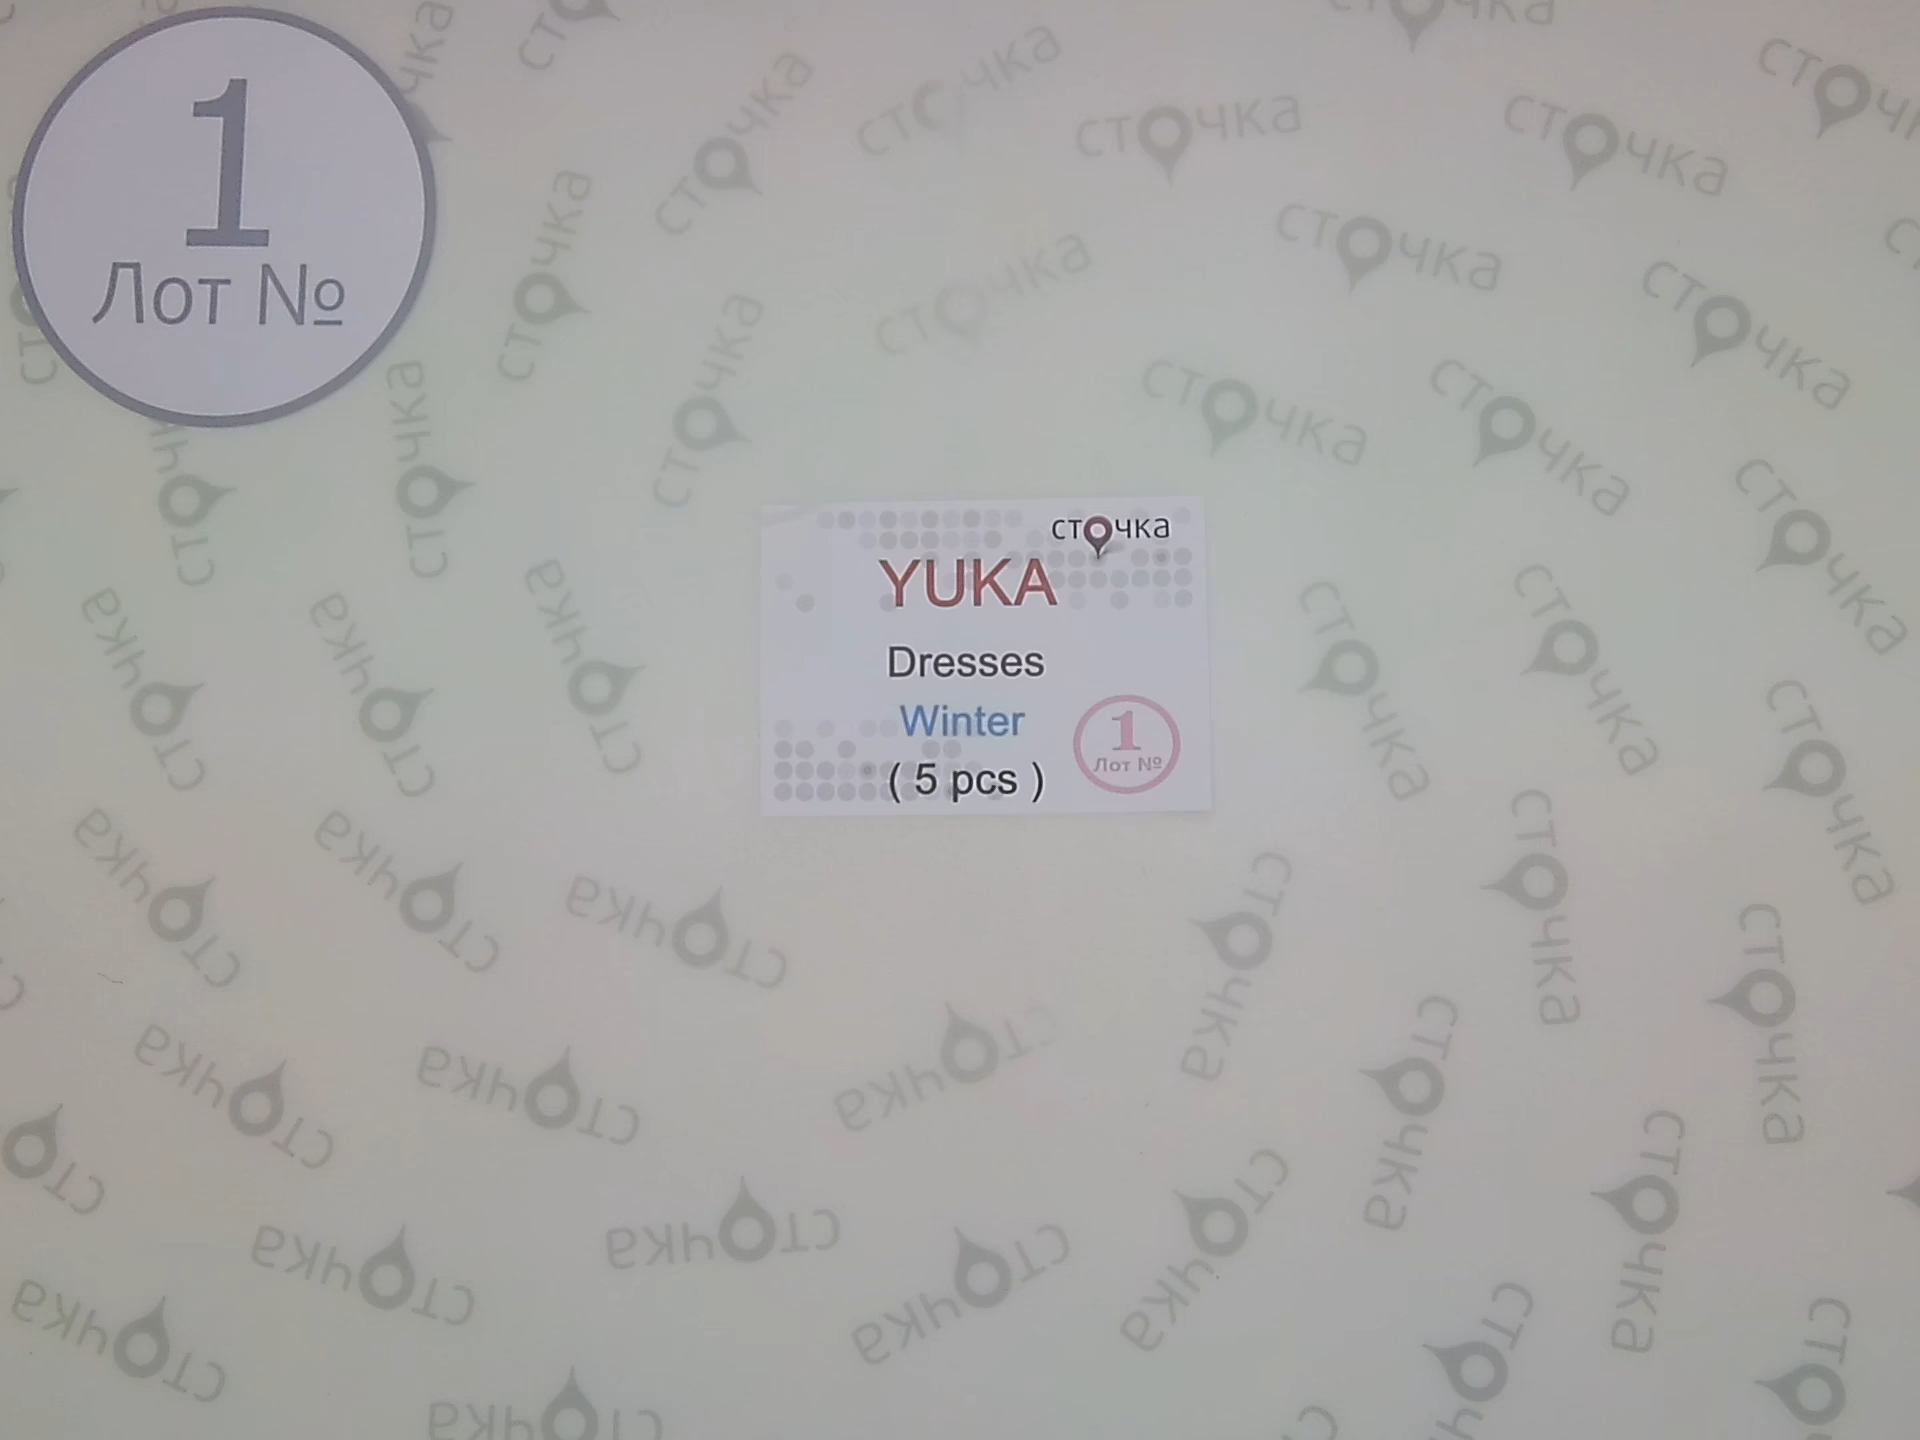 1
Лот №
сточка
YUKA
Dresses
Winter
( 5 pcs )
1
Лот №